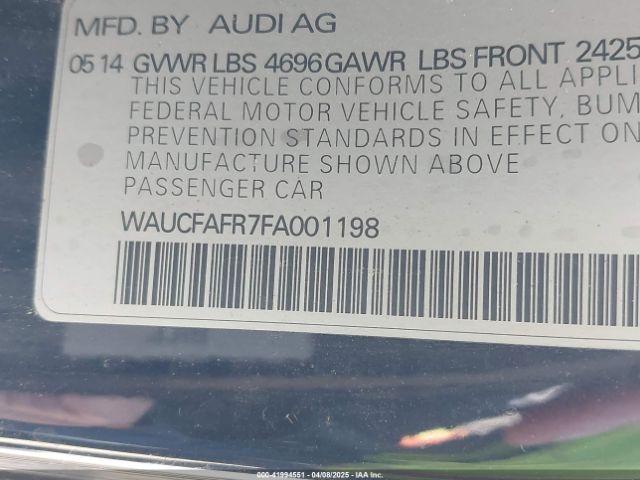 MFD. BY AUDI AG
05 14 GVWR LBS 4696 GAWR LBS FRONT 2425
THIS VEHICLE CONFORMS TO ALL APPLI
FEDERAL MOTOR VEHICLE SAFETY, BUM
PREVENTION STANDARDS IN EFFECT ON
MANUFACTURE SHOWN ABOVE
PASSENGER CAR
WAUCFAFR7FA001198
000-41994551 - 04/08/2025 - IAA Inc.